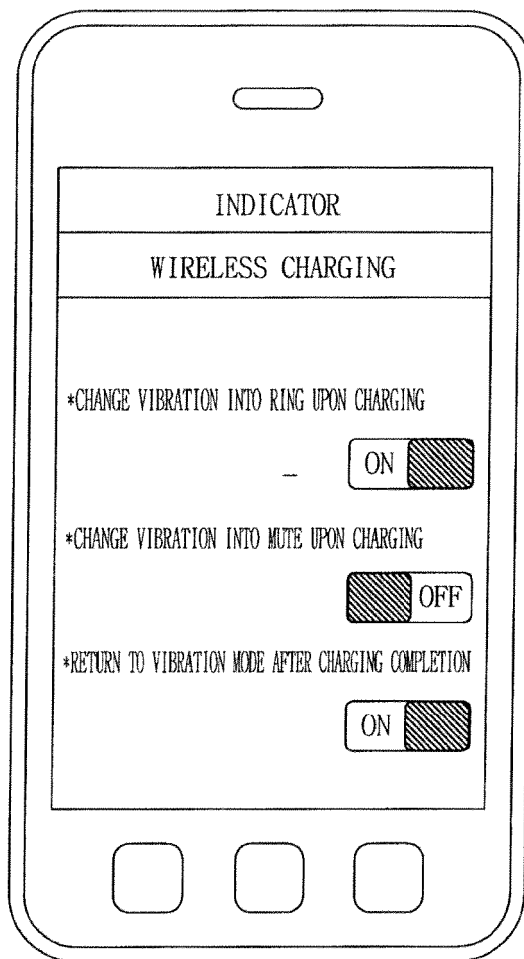 INDICATOR
WIRELESS CHARGING
*CHANGE VIBRATION INTO RING UPON CHARGING
ON
*CHANGE VIBRATION INTO MUTE UPON CHARGING
OFF
*RETURN TO VIBRATION MODE AFTER CHARGING COMPLETION
ON